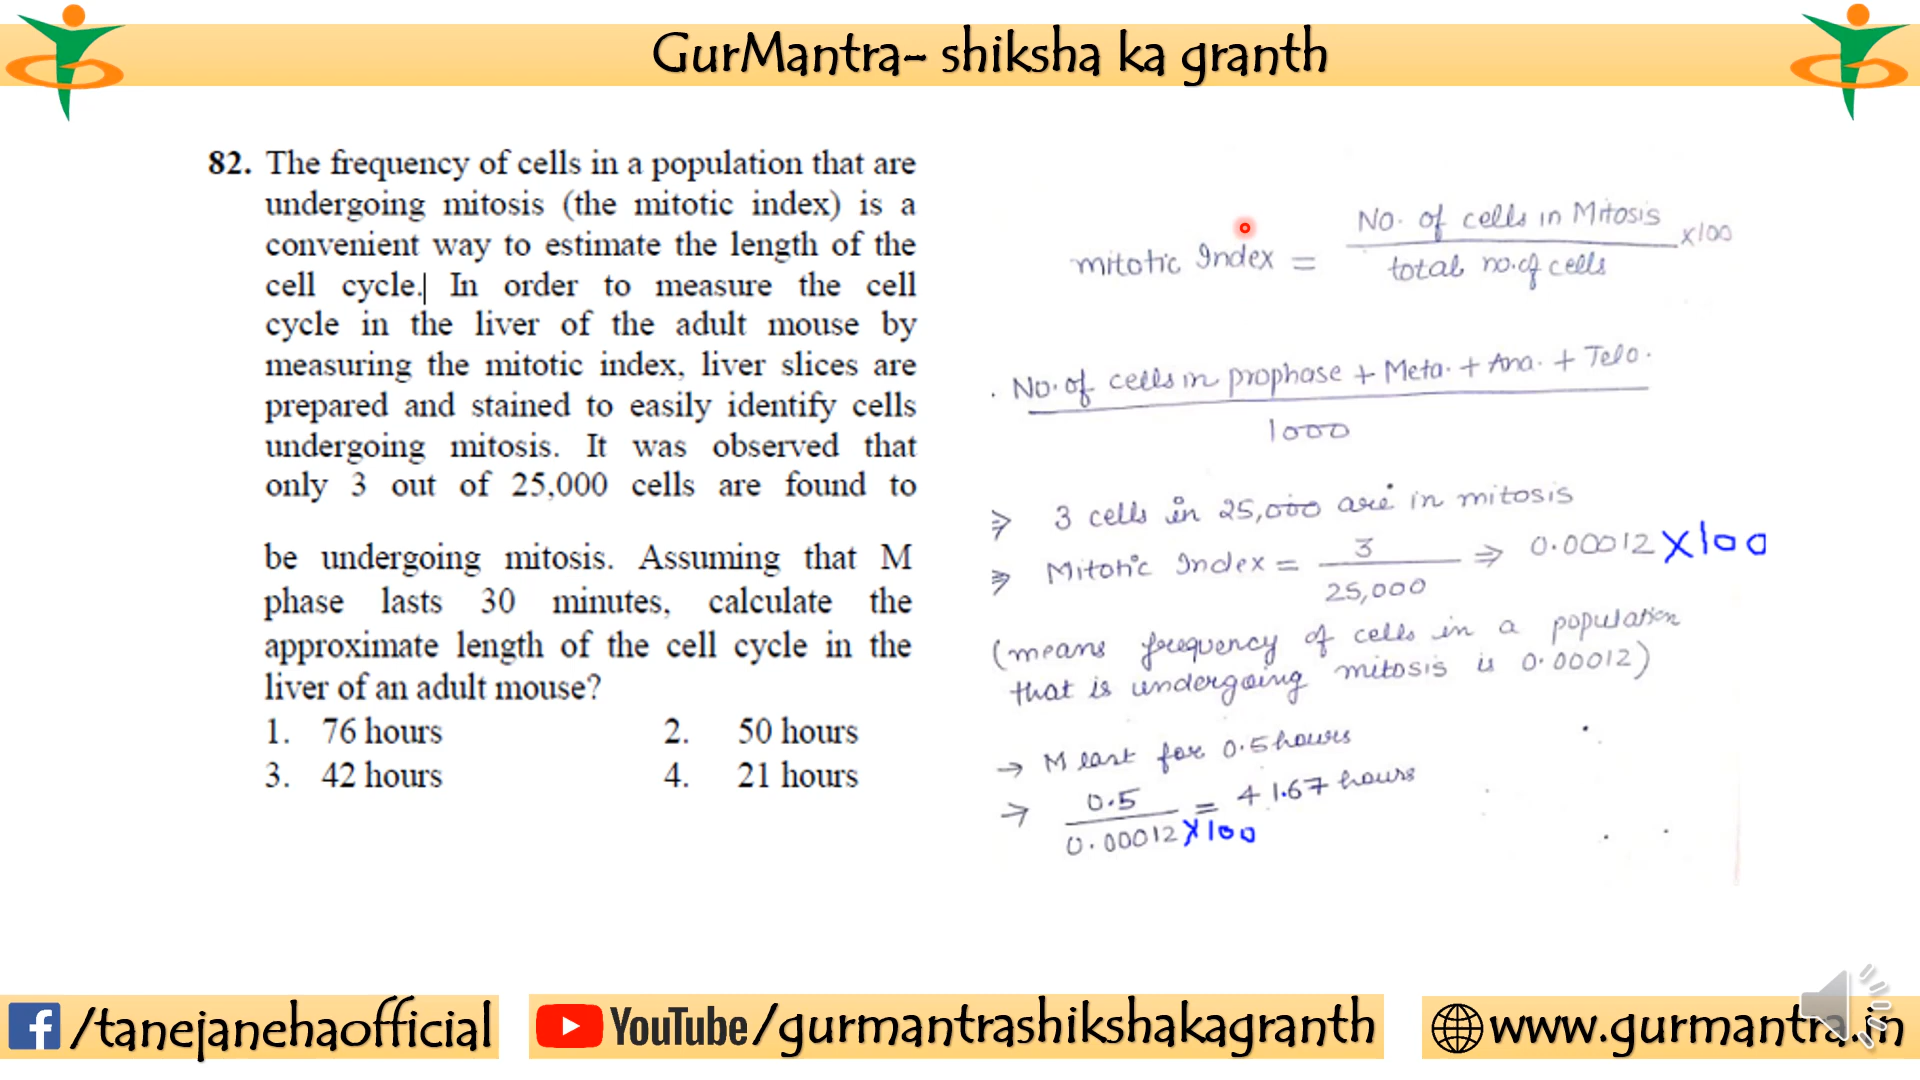 GurMantra- shiksha ka granth
82. The frequency of cells in a population that are
undergoing mitosis (the mitotic index) is a
convenient way to estimate the length of the
cell cycle. In order to measure the cell
cycle in the liver of the adult mouse by
measuring the mitotic index, liver slices are
prepared and stained to easily identify cells
undergoing mitosis. It was observed that
only 3 out of 25,000 cells are found to
be undergoing mitosis. Assuming that M
phase lasts 30 minutes, calculate the
approximate length of the cell cycle in the
liver of an adult mouse?
1. 76 hours 2. 50 hours
3. 42 hours 4. 21 hours
mitotic Index = No. of cells in Mitosis / total no. of cells ×100
No. of cells in prophase + Meta. + Ana. + Telo.
1000
⇒ 3 cells in 25,000 are in mitosis
⇒ Mitotic Index = 3 / 25,000 ⇒ 0.00012 ×100
(means frequency of cells in a population
that is undergoing mitosis is 0.00012)
→ M last for 0.5 hours
→ 0.5 / 0.00012 ×100 = 41.67 hours
/tanejanehaofficial
YouTube /gurmantrashikshakagranth
www.gurmantra.in